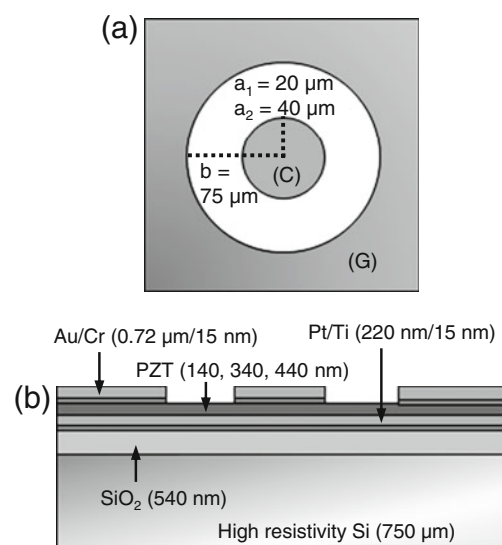 (a)
a₁ = 20 µm
a₂ = 40 µm
b =
75 µm
(C)
(G)
Au/Cr (0.72 µm/15 nm)
Pt/Ti (220 nm/15 nm)
PZT (140, 340, 440 nm)
(b)
SiO₂ (540 nm)
High resistivity Si (750 µm)